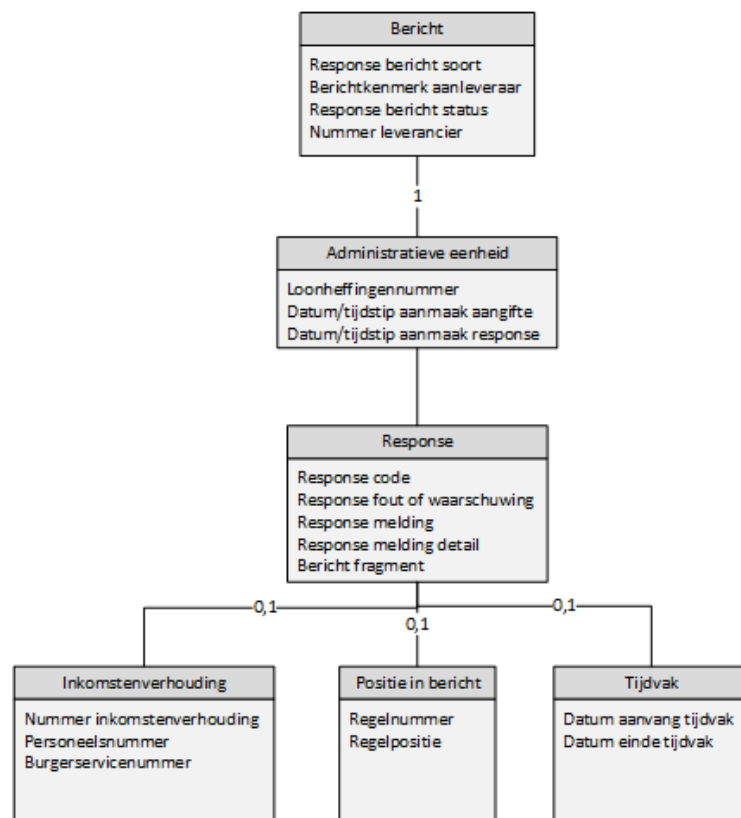 Bericht
Response bericht soort
Berichtkenmerk aanleveraar
Response bericht status
Nummer leverancier
1
Administratieve eenheid
Loonheffingennummer
Datum/tijdstip aanmaak aangifte
Datum/tijdstip aanmaak response
Response
Response code
Response fout of waarschuwing
Response melding
Response melding detail
Bericht fragment
0,1
0,1
0,1
Inkomstenverhouding
Nummer inkomstenverhouding
Personeelsnummer
Burgerservicenummer
Positie in bericht
Regelnummer
Regelpositie
Tijdvak
Datum aanvang tijdvak
Datum einde tijdvak